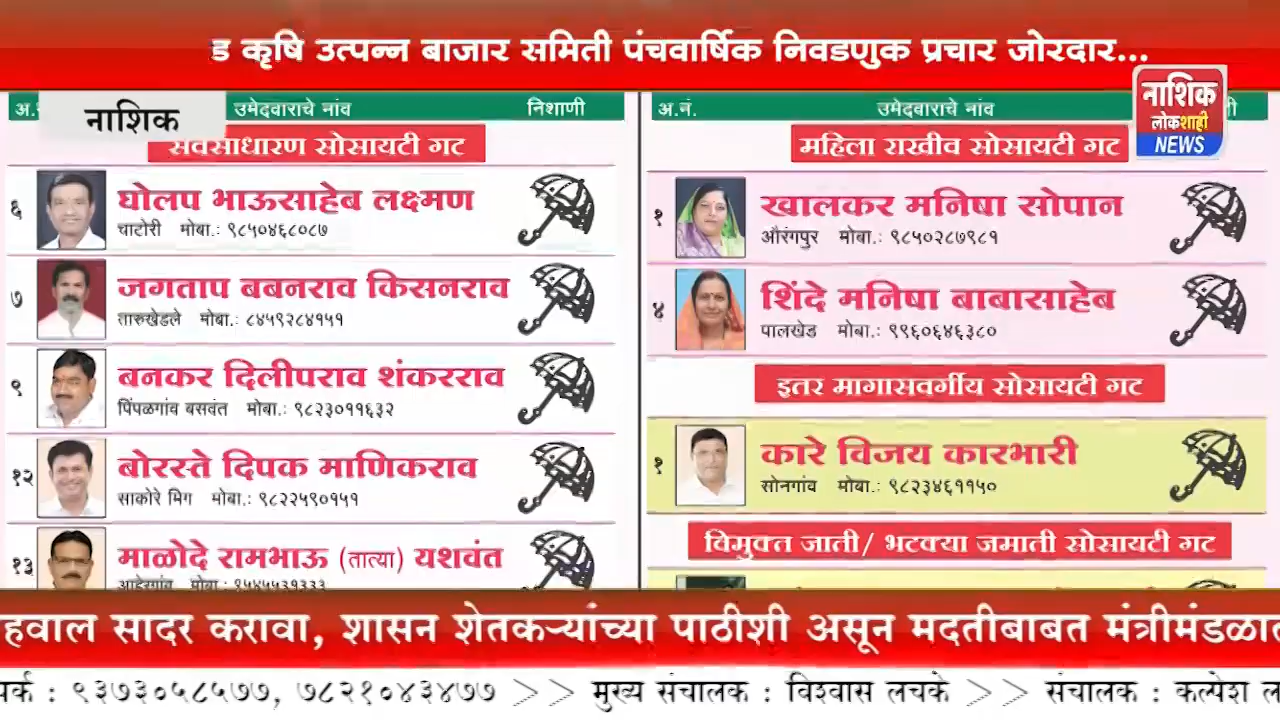 ड कृषि उत्पन्न बाजार समिती पंचवार्षिक निवडणुक प्रचार जोरदार...
नाशिक
लोकशाही
NEWS
नाशिक
उमेदवाराचे नांव निशाणी
सर्वसाधारण सोसायटी गट
६ घोलप भाऊसाहेब लक्ष्मण
चाटोरी मोबा.: ९८५०४६८०८७
७ जगताप बबनराव किसनराव
तारुखेडले मोबा.: ८४५९२८४१५१
९ बनकर दिलीपराव शंकरराव
पिंपळगांव बसवंत मोबा.: ९८२३०११६३२
१२ बोरस्ते दिपक माणिकराव
साकोरे मिग मोबा.: ९८२२५९०१५१
१३ माळोदे रामभाऊ (तात्या) यशवंत
अ.नं. उमेदवाराचे नांव
महिला राखीव सोसायटी गट
१ खालकर मनिषा सोपान
औरंगपुर मोबा.: ९८५०२८७९८१
४ शिंदे मनिषा बाबासाहेब
पालखेड मोबा.: ९९६०६४६३८०
इतर मागासवर्गीय सोसायटी गट
१ कारे विजय कारभारी
सोनगांव मोबा.: ९८२३४६११५०
विमुक्त जाती/ भटक्या जमाती सोसायटी गट
हवाल सादर करावा, शासन शेतकऱ्यांच्या पाठीशी असून मदतीबाबत मंत्रीमंडळात
पर्क : ९३७३०५८५७७, ७८२१०४३४७७ >> मुख्य संचालक : विश्वास लचके >> संचालक : कल्पेश ल